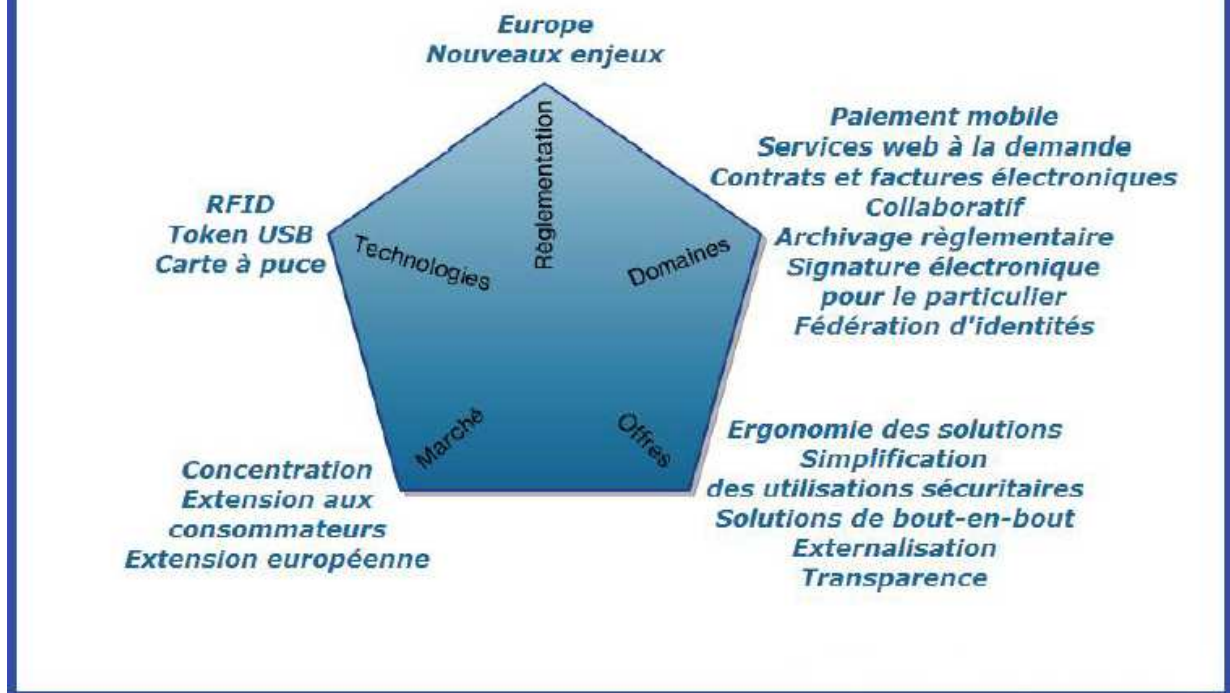 Europe
Nouveaux enjeux
Règlementation
Paiement mobile
Services web à la demande
Contrats et factures électroniques
Collaboratif
Archivage règlementaire
Signature électronique
pour le particulier
Fédération d'identités
Domaines
RFID
Token USB
Carte à puce
Technologies
Marché
Concentration
Extension aux
consommateurs
Extension européenne
Offres
Ergonomie des solutions
Simplification
des utilisations sécuritaires
Solutions de bout-en-bout
Externalisation
Transparence